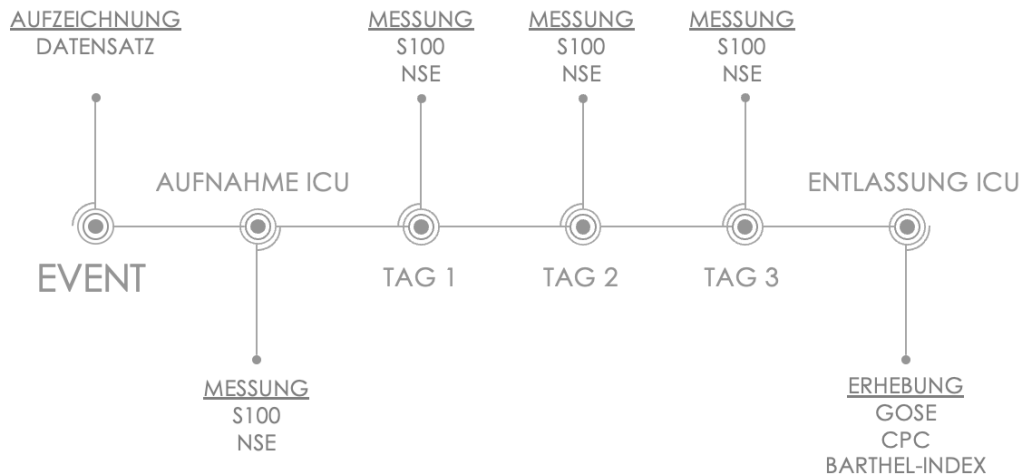 AUFZEICHNUNG
DATENSATZ
MESSUNG
S100
NSE
MESSUNG
S100
NSE
MESSUNG
S100
NSE
AUFNAHME ICU
ENTLASSUNG ICU
EVENT
TAG 1
TAG 2
TAG 3
MESSUNG
S100
NSE
ERHEBUNG
GOSE
CPC
BARTHEL-INDEX